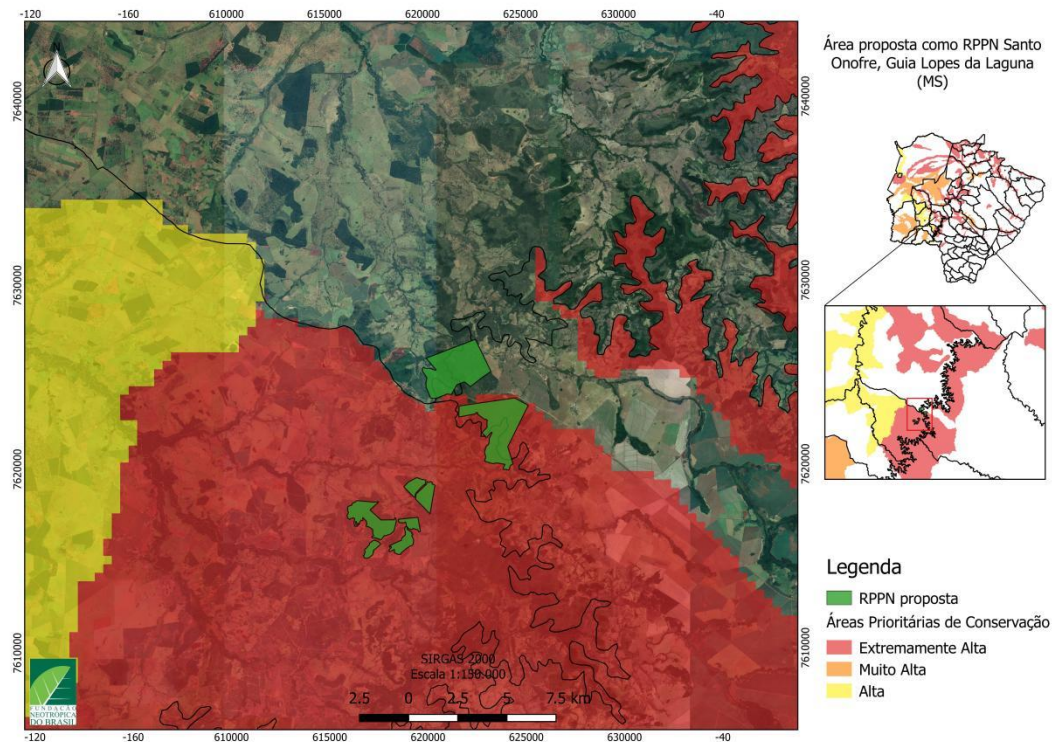 -120 -160 610000 615000 620000 625000 630000 -40
7640000
7630000
7620000
7610000
7640000
7630000
7620000
7610000
SIRGAS 2000
Escala 1:150.000
2.5 0 2.5 5 7.5 km
FUNDAÇÃO
NEOTRÓPICA
DO BRASIL
-120 -160 610000 615000 620000 625000 630000 -40
Área proposta como RPPN Santo
Onofre, Guia Lopes da Laguna
(MS)
Legenda
RPPN proposta
Áreas Prioritárias de Conservação
Extremamente Alta
Muito Alta
Alta